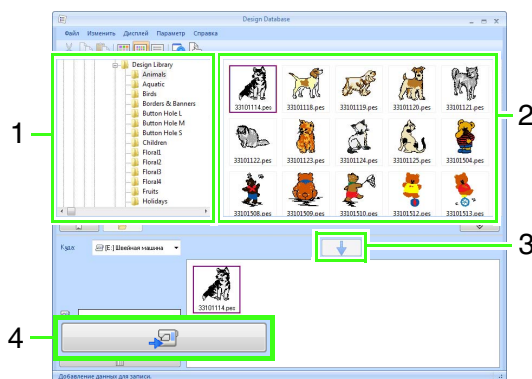 Design Database
Файл Изменить Дисплей Параметр Справка
Design Library
Animals
Aquatic
Birds
Borders & Banners
Button Hole L
Button Hole M
Button Hole S
Children
Floral1
Floral2
Floral3
Floral4
Fruits
Holidays
33101114.pes 33101118.pes 33101119.pes 33101120.pes 33101121.pes
33101122.pes 33101123.pes 33101124.pes 33101125.pes 33101504.pes
33101508.pes 33101509.pes 33101510.pes 33101512.pes 33101513.pes
1
2
3
Куда: [E:] Швейная машина
33101114.pes
4
Добавление данных для записи.